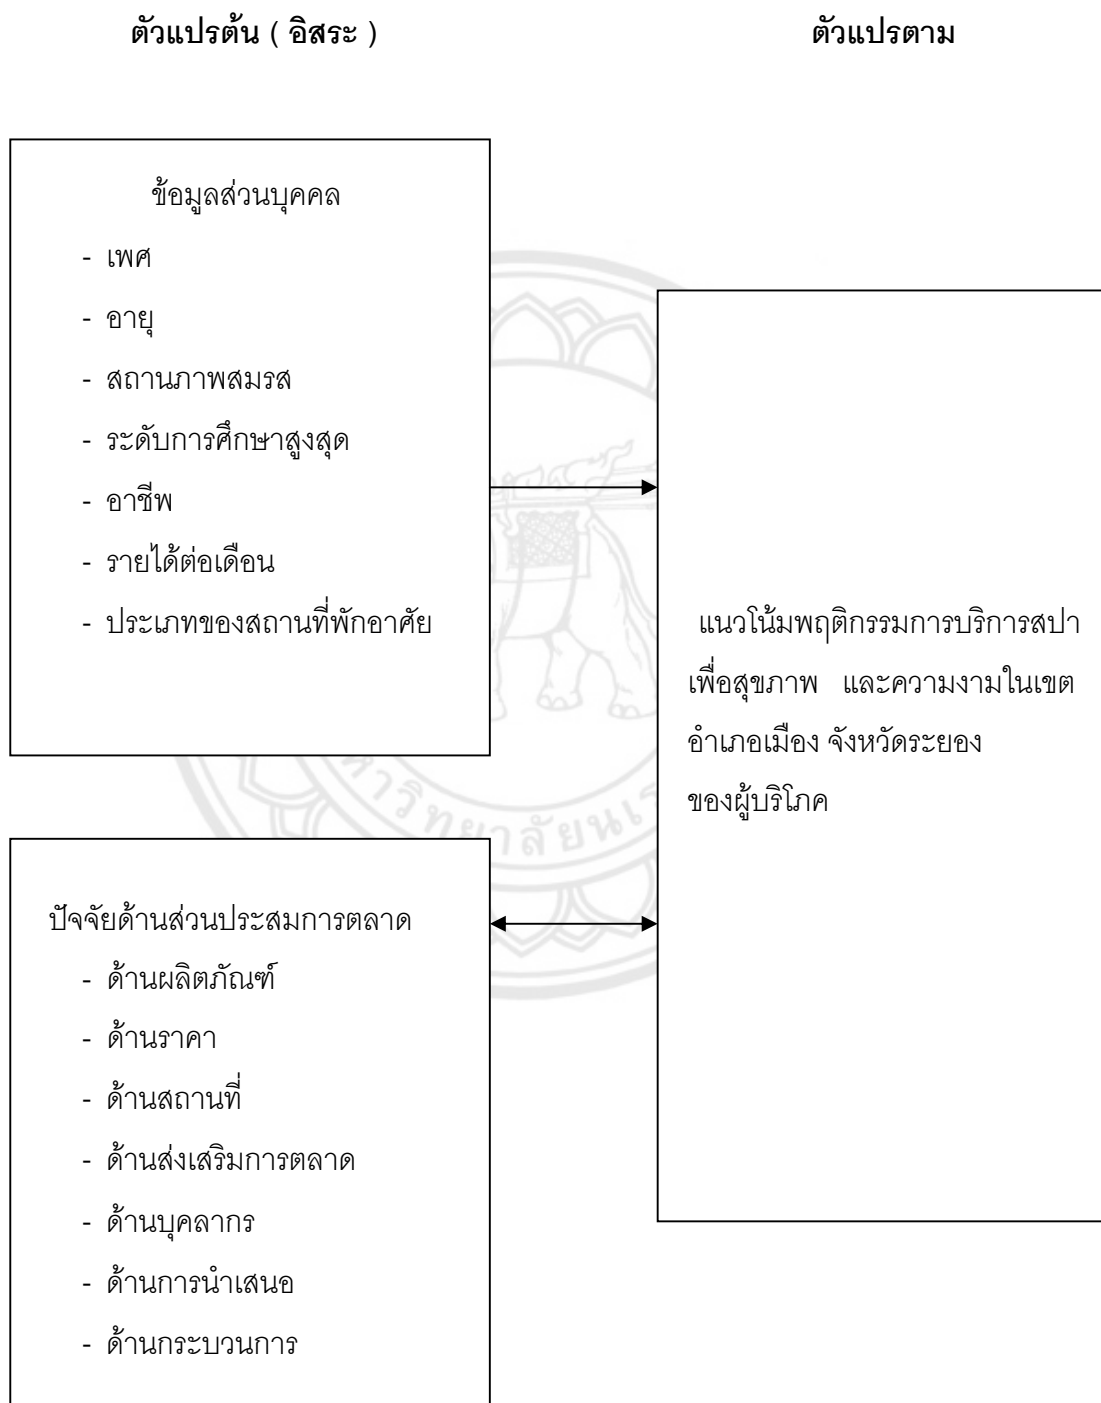 ตัวแปรต้น ( อิสระ )
ตัวแปรตาม
ข้อมูลส่วนบุคคล
- เพศ
- อายุ
- สถานภาพสมรส
- ระดับการศึกษาสูงสุด
- อาชีพ
- รายได้ต่อเดือน
- ประเภทของสถานที่พักอาศัย
แนวโน้มพฤติกรรมการบริการสปา
เพื่อสุขภาพ และความงามในเขต
อำเภอเมือง จังหวัดระยอง
ของผู้บริโภค
ปัจจัยด้านส่วนประสมการตลาด
- ด้านผลิตภัณฑ์
- ด้านราคา
- ด้านสถานที่
- ด้านส่งเสริมการตลาด
- ด้านบุคลากร
- ด้านการนำเสนอ
- ด้านกระบวนการ